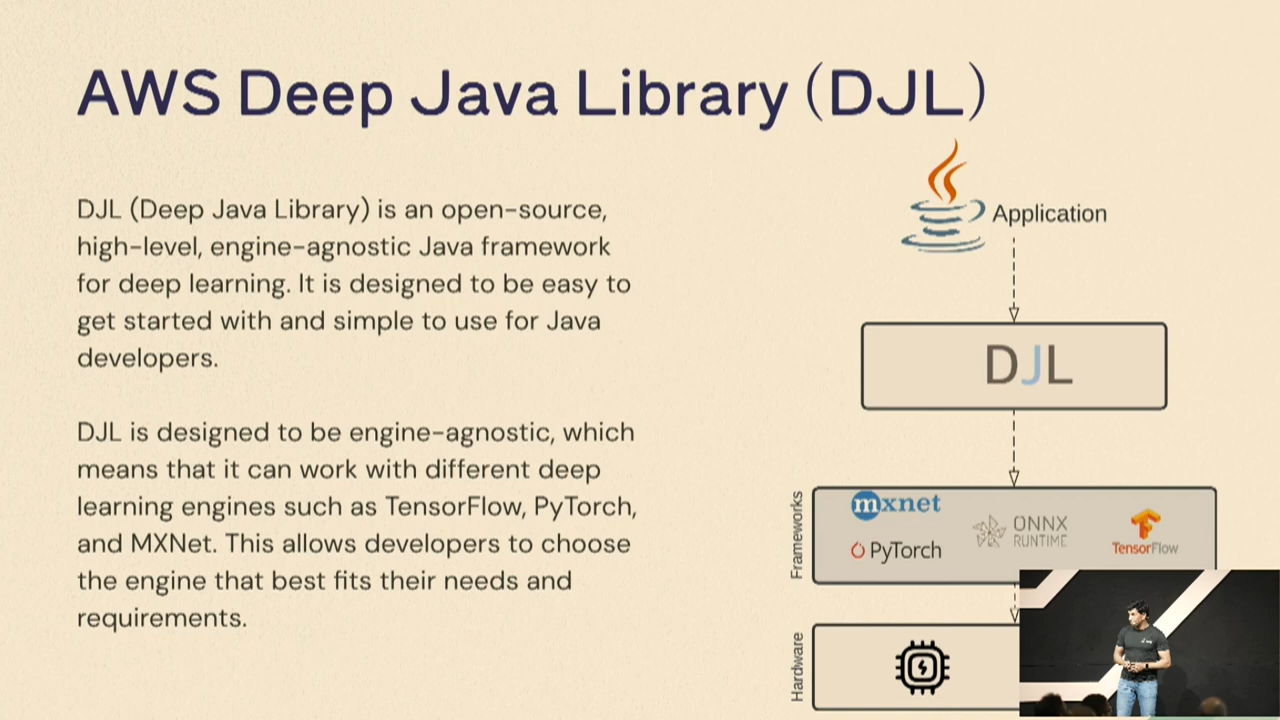 AWS Deep Java Library (DJL)
DJL (Deep Java Library) is an open-source,
high-level, engine-agnostic Java framework
for deep learning. It is designed to be easy to
get started with and simple to use for Java
developers.
DJL is designed to be engine-agnostic, which
means that it can work with different deep
learning engines such as TensorFlow, PyTorch,
and MXNet. This allows developers to choose
the engine that best fits their needs and
requirements.
Application
DJL
Frameworks
mxnet
PyTorch
ONNX
RUNTIME
TensorFlow
Hardware